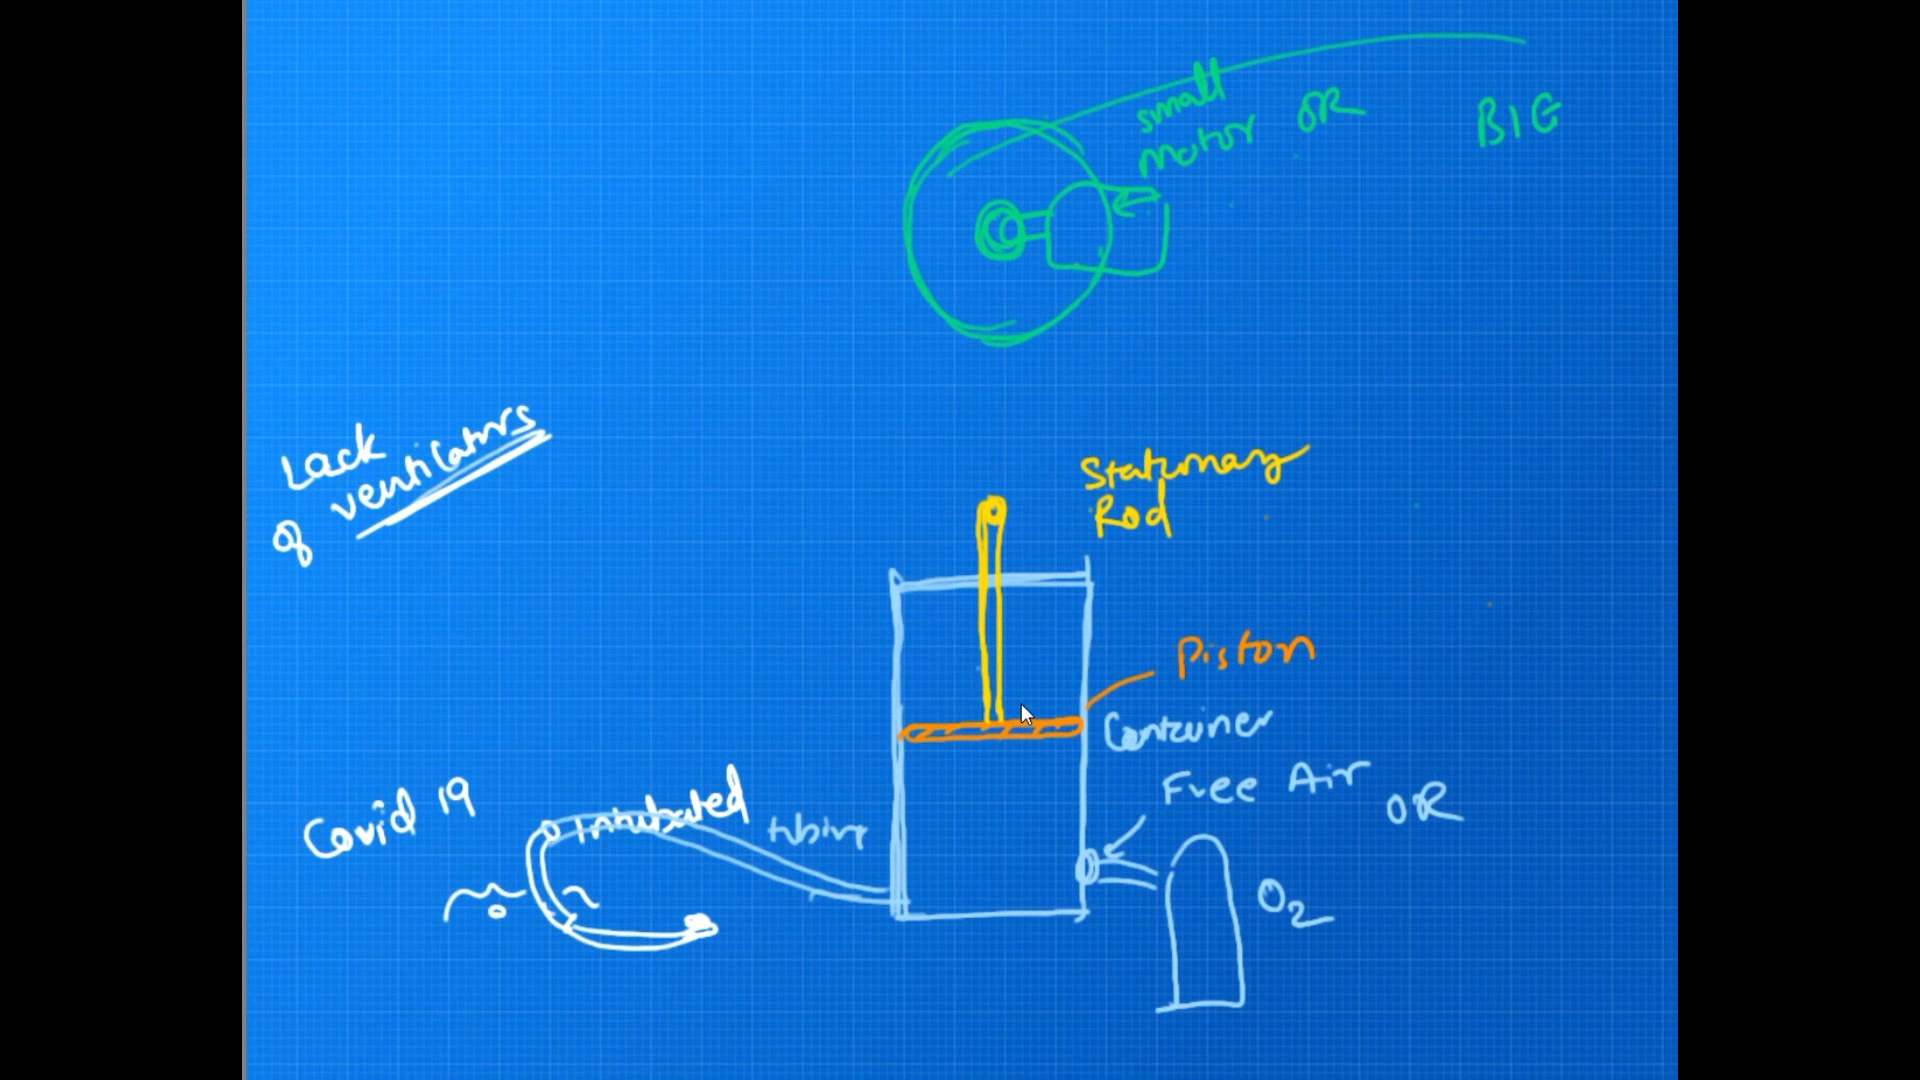 small
motor OR
BIG
Lack
of ventilators
Stationary
Rod
Piston
Container
Free Air OR
Covid 19
Intubated
tubing
O2